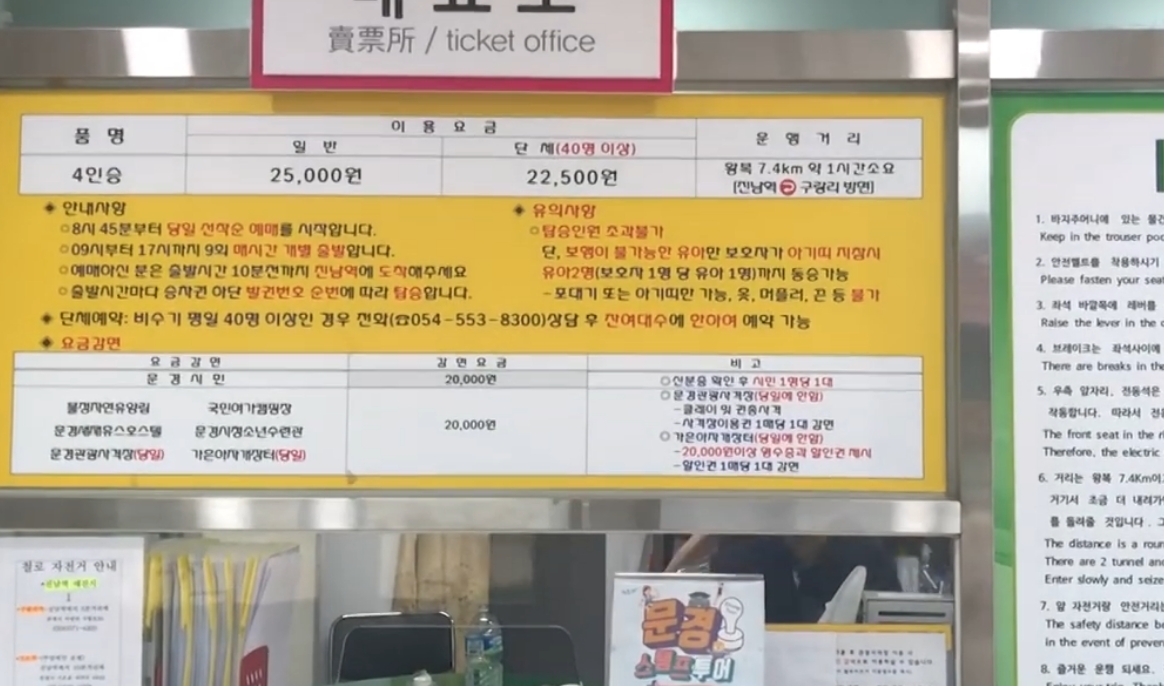 賣票所 / ticket office
품 명
이 용 요 금
운 행 거 리
일 반
단 체(40명 이상)
4인승
25,000원
22,500원
왕복 7.4km 약 1시간소요
[진남역 구랑리 방면]
◈ 안내사항
○8시 45분부터 당일 선착순 예매를 시작합니다.
○09시부터 17시까지 9회 매시간 개별 출발합니다.
○예매하신 분은 출발시간 10분전까지 진남역에 도착해주세요
○출발시간마다 승차권 하단 발권번호 순번에 따라 탑승합니다.
◈ 유의사항
○탑승인원 초과불가
단, 보행이 불가능한 유아만 보호자가 아기띠 지참시
유아2명(보호자 1명 당 유아 1명)까지 동승가능
-포대기 또는 아기띠만 가능, 옷, 머플러, 끈 등 불가
◈ 단체예약: 비수기 평일 40명 이상인 경우 전화(☎054-553-8300)상담 후 잔여대수에 한하여 예약 가능
◈ 요금감면
요 금 감 면
감 면 요 금
비 고
문 경 시 민
20,000원
○신분증 확인 후 시민 1명당 1대
불정자연휴양림 국민여가캠핑장
문경새재유스호스텔 문경시청소년수련관
문경관광사격장(당일) 가은아자개장터(당일)
20,000원
○문경관광사격장(당일에 한함)
-클레이 및 권총사격
-사격장이용권 1매당 1대 감면
○가은아자개장터(당일에 한함)
-20,000원이상 영수증과 할인권 제시
-할인권 1매당 1대 감면
1. 바지주머니에 있는 물건
Keep in the trouser
2. 안전벨트를 착용하시기
Please fasten your
3. 좌석 바깥쪽에 레버를
Raise the lever in the
4. 브레이크는 좌석사이에
There are breaks in
5. 우측 앞자리, 전동석은
작동합니다. 따라서
The front seat in the
Therefore, the electric
6. 거리는 왕복
거기서 조금 더
를 돌려줄 것입니다.
The distance is a
There are 2 tunnel
Enter slowly and
7. 앞 자전거랑
The safety distance
in the event of
8. 즐거운 운행 되세요.
철로 자전거 안내
문경
스탬프투어